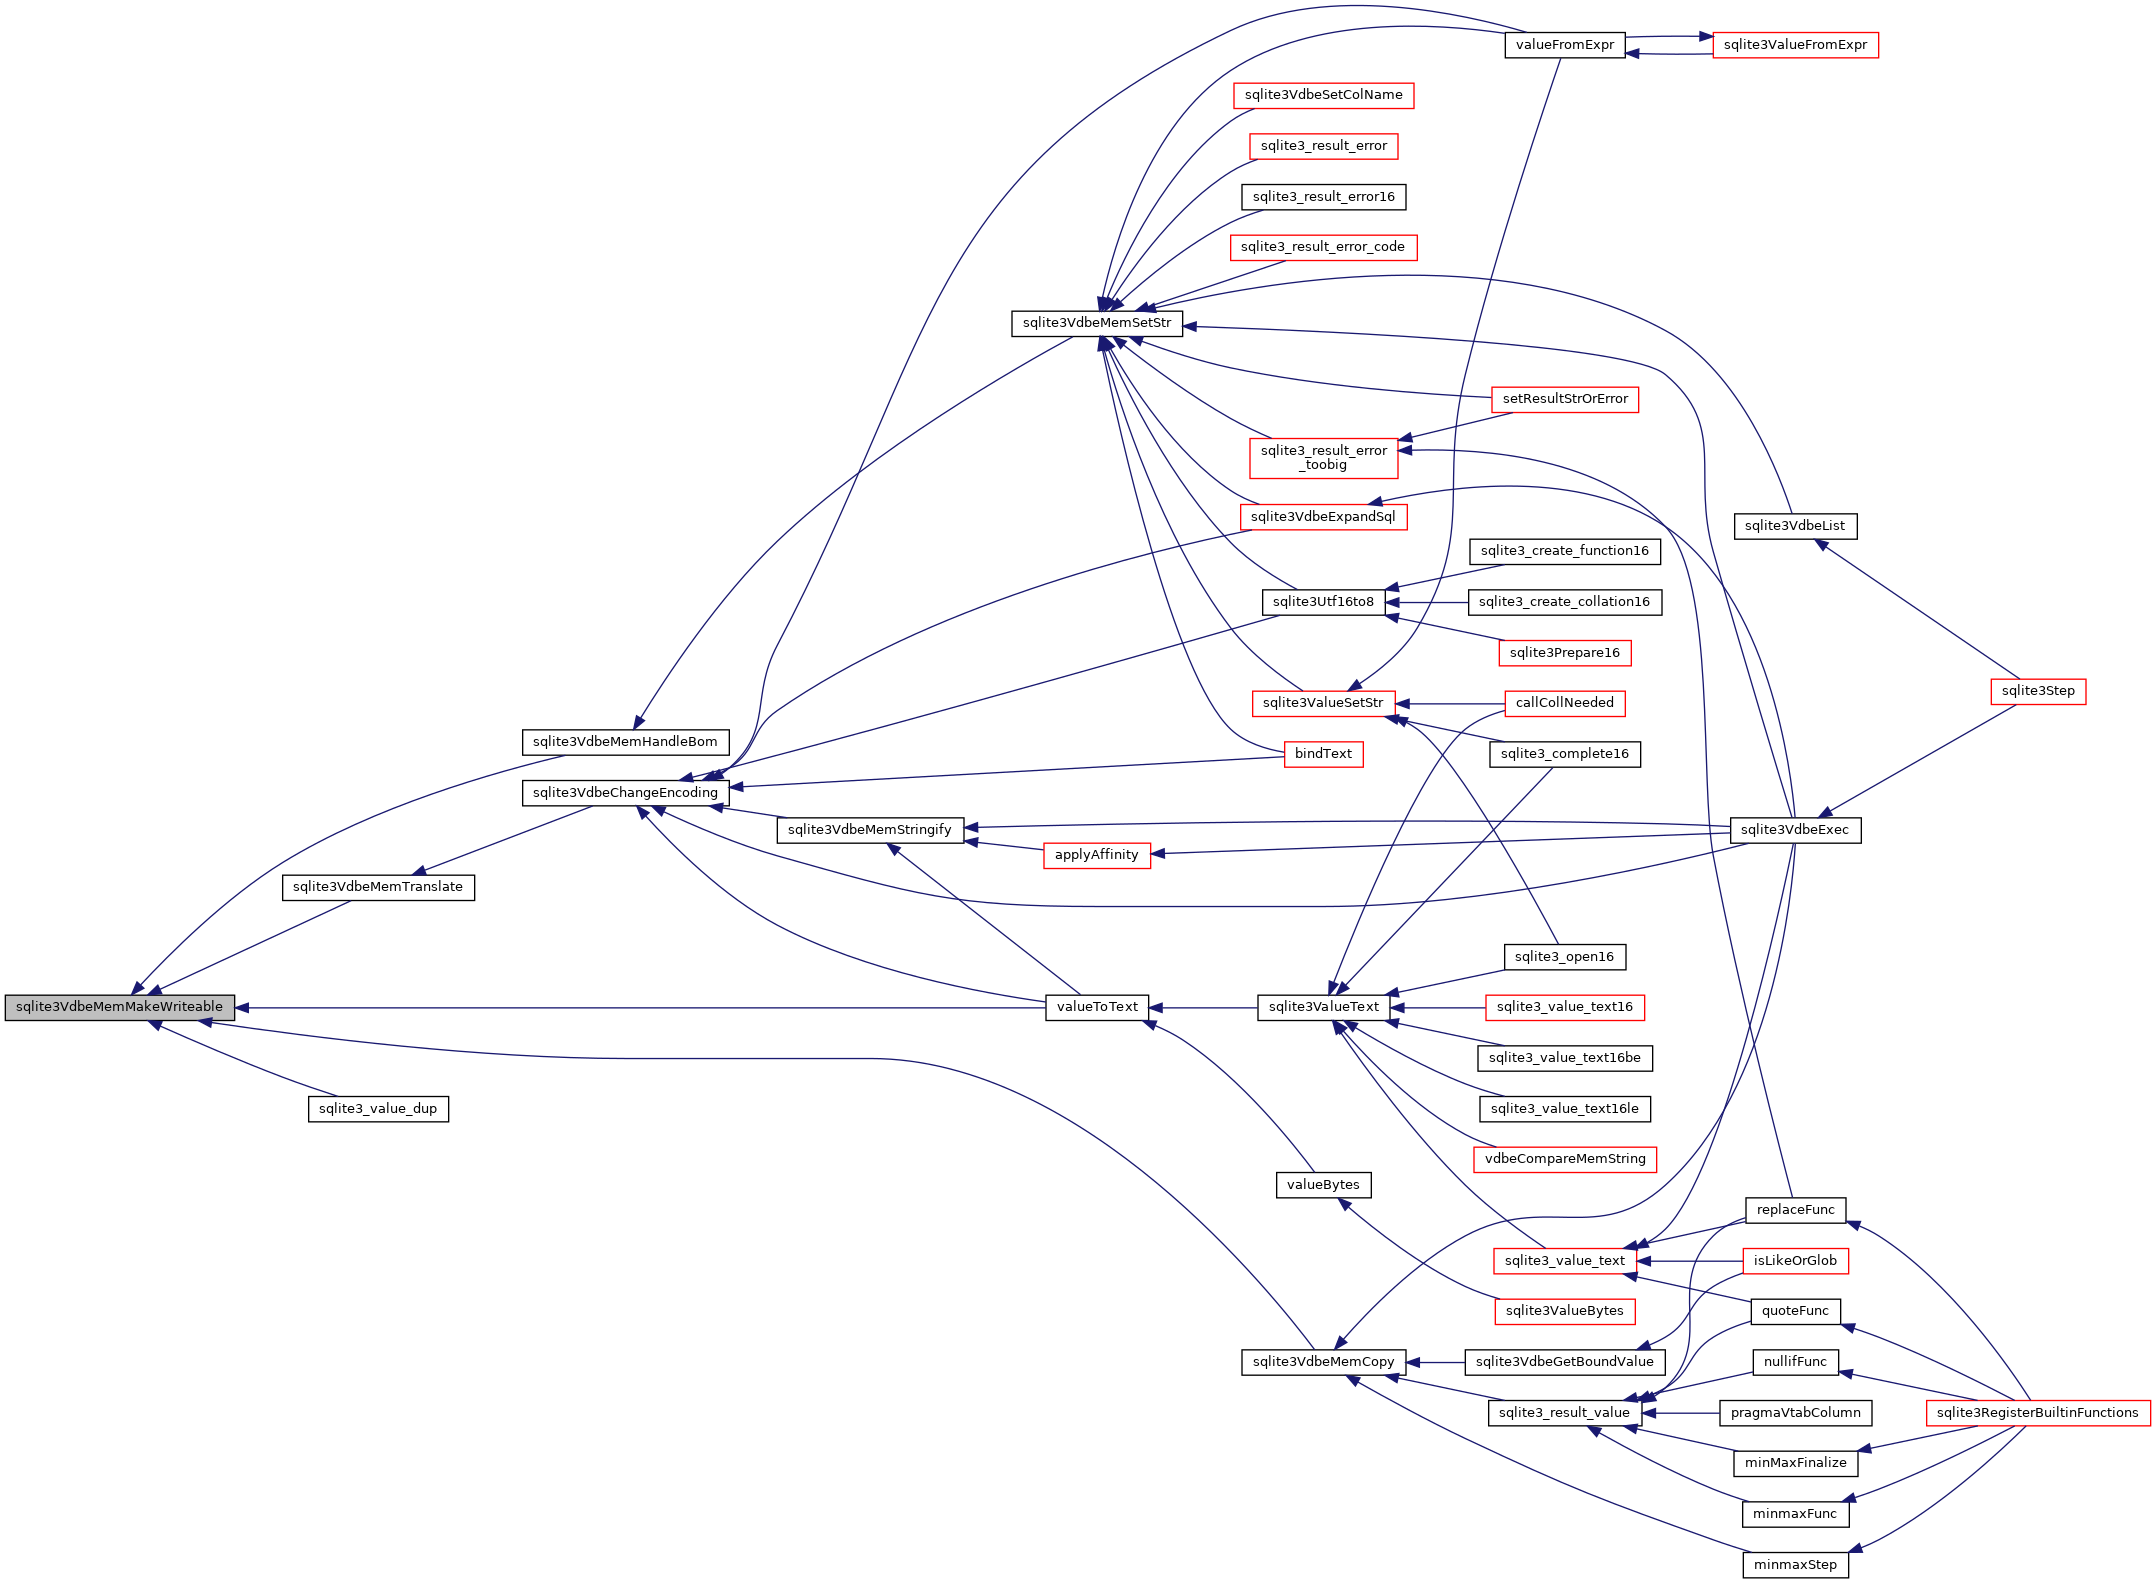 valueFromExpr
sqlite3ValueFromExpr
sqlite3VdbeSetColName
sqlite3_result_error
sqlite3_result_error16
sqlite3_result_error_code
sqlite3VdbeMemSetStr
setResultStrOrError
sqlite3_result_error
_toobig
sqlite3VdbeExpandSql
sqlite3VdbeList
sqlite3_create_function16
sqlite3Utf16to8
sqlite3_create_collation16
sqlite3Prepare16
sqlite3Step
sqlite3ValueSetStr
callCollNeeded
sqlite3VdbeMemHandleBom
bindText
sqlite3_complete16
sqlite3VdbeChangeEncoding
sqlite3VdbeMemStringify
sqlite3VdbeExec
applyAffinity
sqlite3VdbeMemTranslate
sqlite3_open16
sqlite3VdbeMemMakeWriteable
valueToText
sqlite3ValueText
sqlite3_value_text16
sqlite3_value_text16be
sqlite3_value_dup
sqlite3_value_text16le
vdbeCompareMemString
valueBytes
replaceFunc
sqlite3_value_text
isLikeOrGlob
sqlite3ValueBytes
quoteFunc
sqlite3VdbeMemCopy
sqlite3VdbeGetBoundValue
nullifFunc
sqlite3_result_value
pragmaVtabColumn
sqlite3RegisterBuiltinFunctions
minMaxFinalize
minmaxFunc
minmaxStep